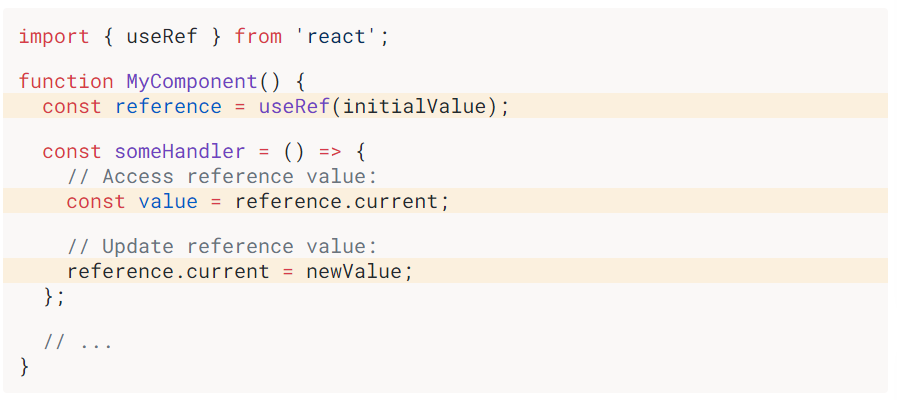 import { useRef } from 'react';
function MyComponent() {
const reference = useRef(initialValue);
const someHandler = () => {
// Access reference value:
const value = reference.current;
// Update reference value:
reference.current = newValue;
};
// ...
}